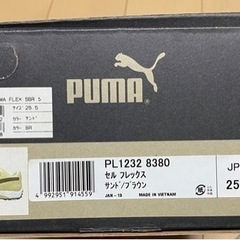 PUMA
MA FLEX SBR 5
サイズ 25.5
カラー サンド
カラー BR
PL1232 8380
セル フレックス
サンド/ブラウン
4 992951 914559
JAN - 13 MADE IN VIETNAM
JP
25